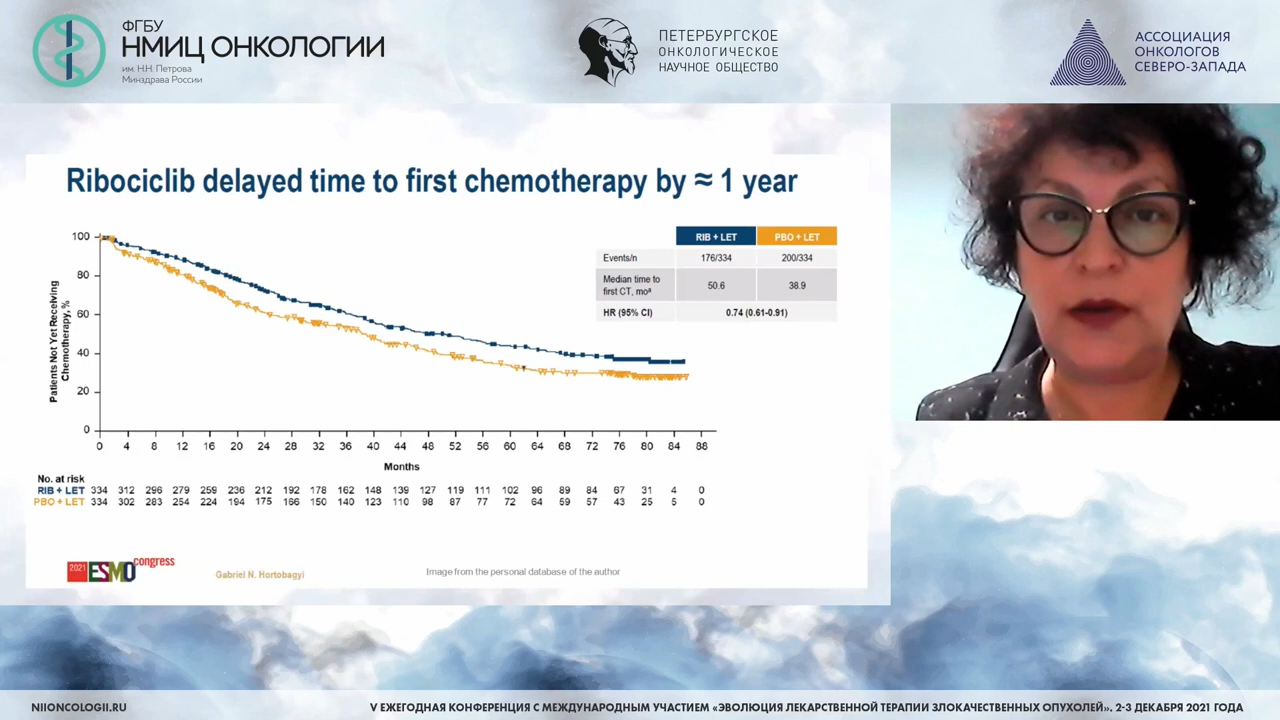 ФГБУ
НМИЦ ОНКОЛОГИИ
им. Н.Н. Петрова
Минздрава России
ПЕТЕРБУРГСКОЕ
ОНКОЛОГИЧЕСКОЕ
НАУЧНОЕ ОБЩЕСТВО
АССОЦИАЦИЯ
ОНКОЛОГОВ
СЕВЕРО-ЗАПАДА
Ribociclib delayed time to first chemotherapy by ≈ 1 year
RIB + LET PBO + LET
Events/n 176/334 200/334
Median time to
first CT, moᵃ 50.6 38.9
HR (95% CI) 0.74 (0.61-0.91)
Patients Not Yet Receiving
Chemotherapy, %
100
80
60
40
20
0
0 4 8 12 16 20 24 28 32 36 40 44 48 52 56 60 64 68 72 76 80 84 88
Months
No. at risk
RIB + LET 334 312 296 279 259 236 212 192 178 162 148 139 127 119 111 102 96 89 84 67 31 4 0
PBO + LET 334 302 283 254 224 194 175 166 150 140 123 110 98 87 77 72 64 59 57 43 25 5 0
2021 ESMO congress
Gabriel N. Hortobagyi
Image from the personal database of the author
NIIONCOLOGII.RU
V ЕЖЕГОДНАЯ КОНФЕРЕНЦИЯ С МЕЖДУНАРОДНЫМ УЧАСТИЕМ «ЭВОЛЮЦИЯ ЛЕКАРСТВЕННОЙ ТЕРАПИИ ЗЛОКАЧЕСТВЕННЫХ ОПУХОЛЕЙ». 2-3 ДЕКАБРЯ 2021 ГОДА